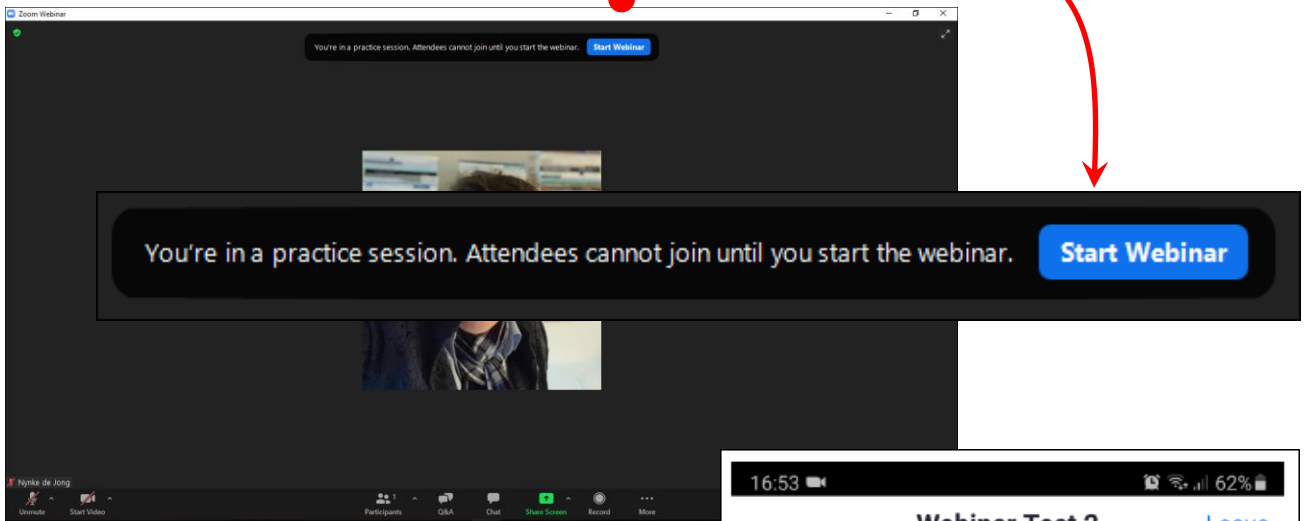 Zoom Webinar
You're in a practice session. Attendees cannot join until you start the webinar. Start Webinar
You're in a practice session. Attendees cannot join until you start the webinar. Start Webinar
Nynke de Jong
Unmute Start Video 1 Participants Q&A Chat Share Screen Record More
16:53 62%
Webinar Test 2 Leave